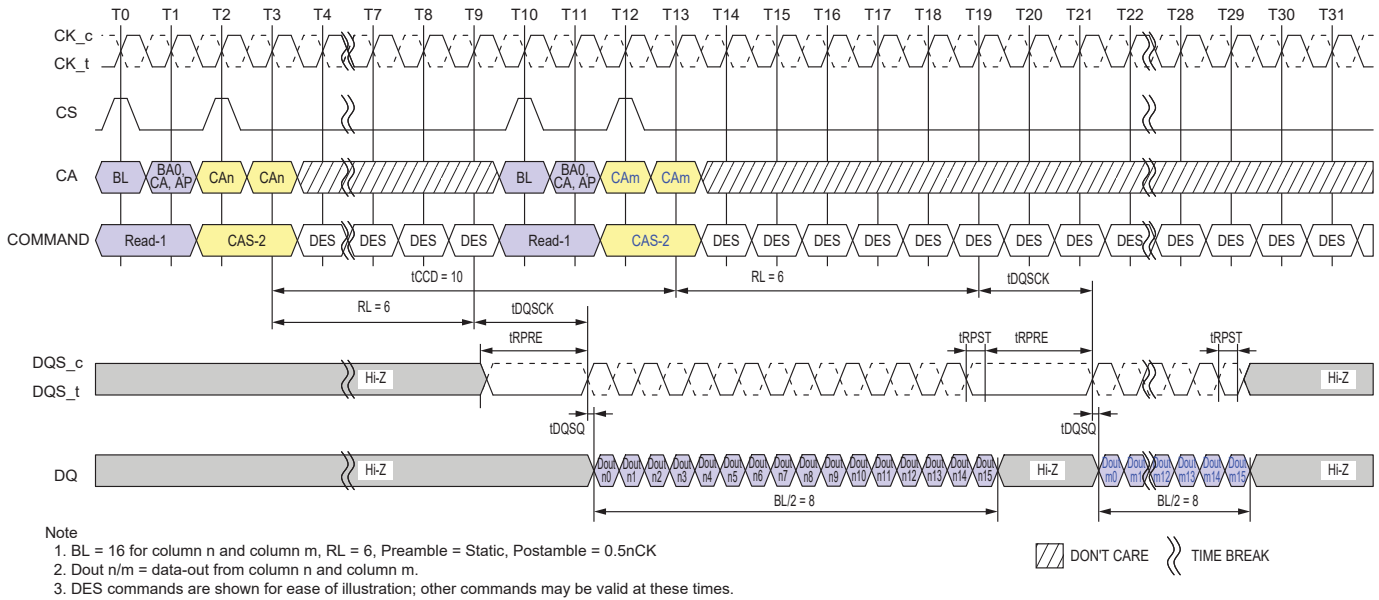 T0 T1 T2 T3 T4 T7 T8 T9 T10 T11 T12 T13 T14 T15 T16 T17 T18 T19 T20 T21 T22 T28 T29 T30 T31
CK_c
CK_t
CS
CA BL BA0, CA, AP CAn CAn BL BA0, CA, AP CAm CAm
COMMAND Read-1 CAS-2 DES DES DES DES Read-1 CAS-2 DES DES DES DES DES DES DES DES DES DES DES DES DES
tCCD = 10 RL = 6 tDQSCK
RL = 6 tDQSCK
tRPRE tRPST tRPRE tRPST
DQS_c
DQS_t
Hi-Z Hi-Z
tDQSQ tDQSQ
DQ Hi-Z Dout n0 Dout n1 Dout n2 Dout n3 Dout n4 Dout n5 Dout n6 Dout n7 Dout n8 Dout n9 Dout n10 Dout n11 Dout n12 Dout n13 Dout n14 Dout n15 Hi-Z Dout m0 Dout m1 Dout m12 Dout m13 Dout m14 Dout m15 Hi-Z
BL/2 = 8 BL/2 = 8
Note
1. BL = 16 for column n and column m, RL = 6, Preamble = Static, Postamble = 0.5nCK
2. Dout n/m = data-out from column n and column m.
3. DES commands are shown for ease of illustration; other commands may be valid at these times.
DON'T CARE TIME BREAK